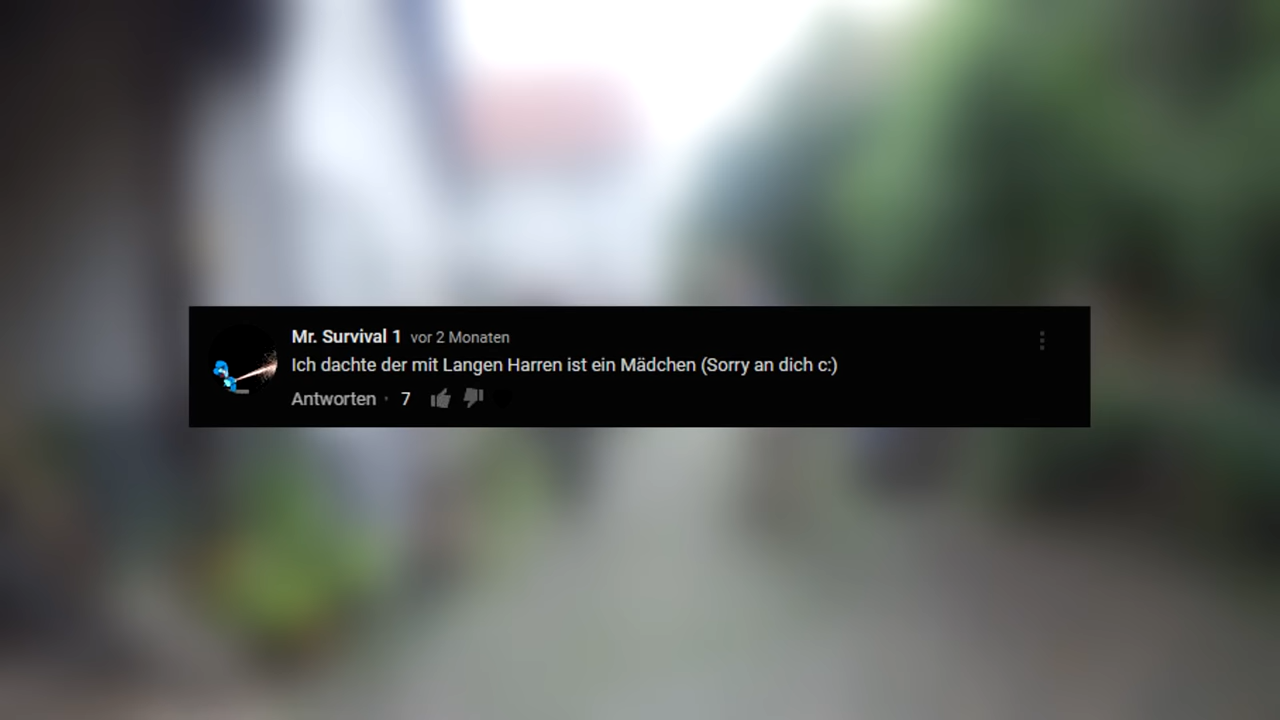 Mr. Survival 1 vor 2 Monaten
Ich dachte der mit Langen Harren ist ein Mädchen (Sorry an dich c:)
Antworten · 7